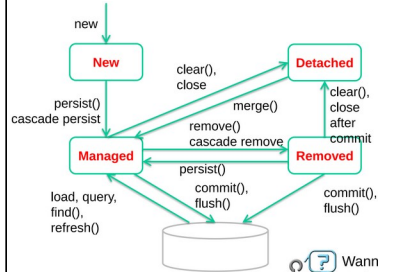 new
New
Detached
clear(),
close
clear(),
close
after
commit
persist()
cascade persist
merge()
remove()
cascade remove
Managed
Removed
persist()
commit(),
flush()
load, query,
find(),
refresh()
commit(),
flush()
?
Wann